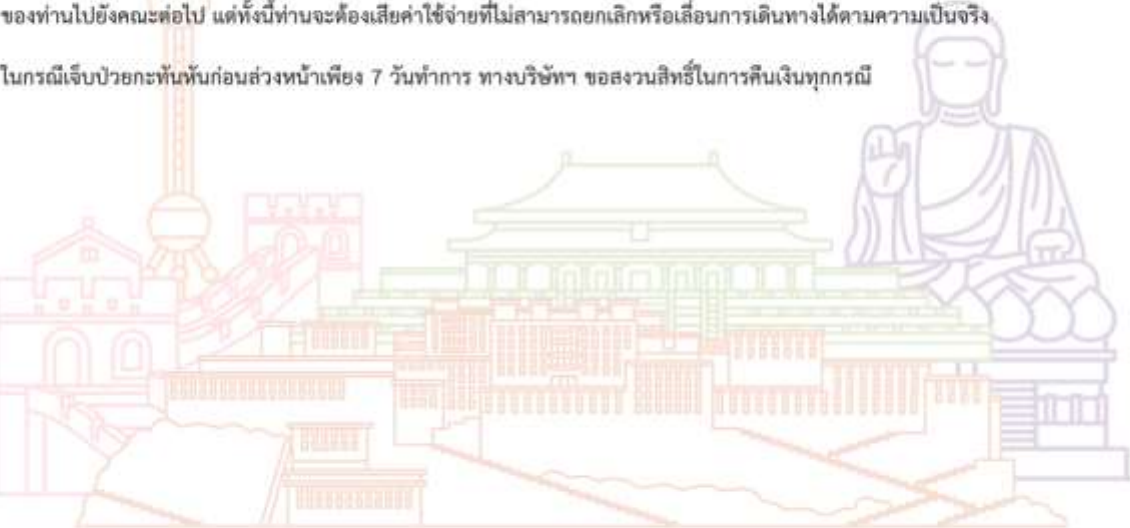 ของท่านไปยังคณะต่อไป แต่ทั้งนี้ท่านจะต้องเสียค่าใช้จ่ายที่ไม่สามารถยกเลิกหรือเลื่อนการเดินทางได้ตามความเป็นจริง
ในกรณีเจ็บป่วยกะทันหันก่อนล่วงหน้าเพียง 7 วันทำการ ทางบริษัทฯ ขอสงวนสิทธิ์ในการคืนเงินทุกกรณี